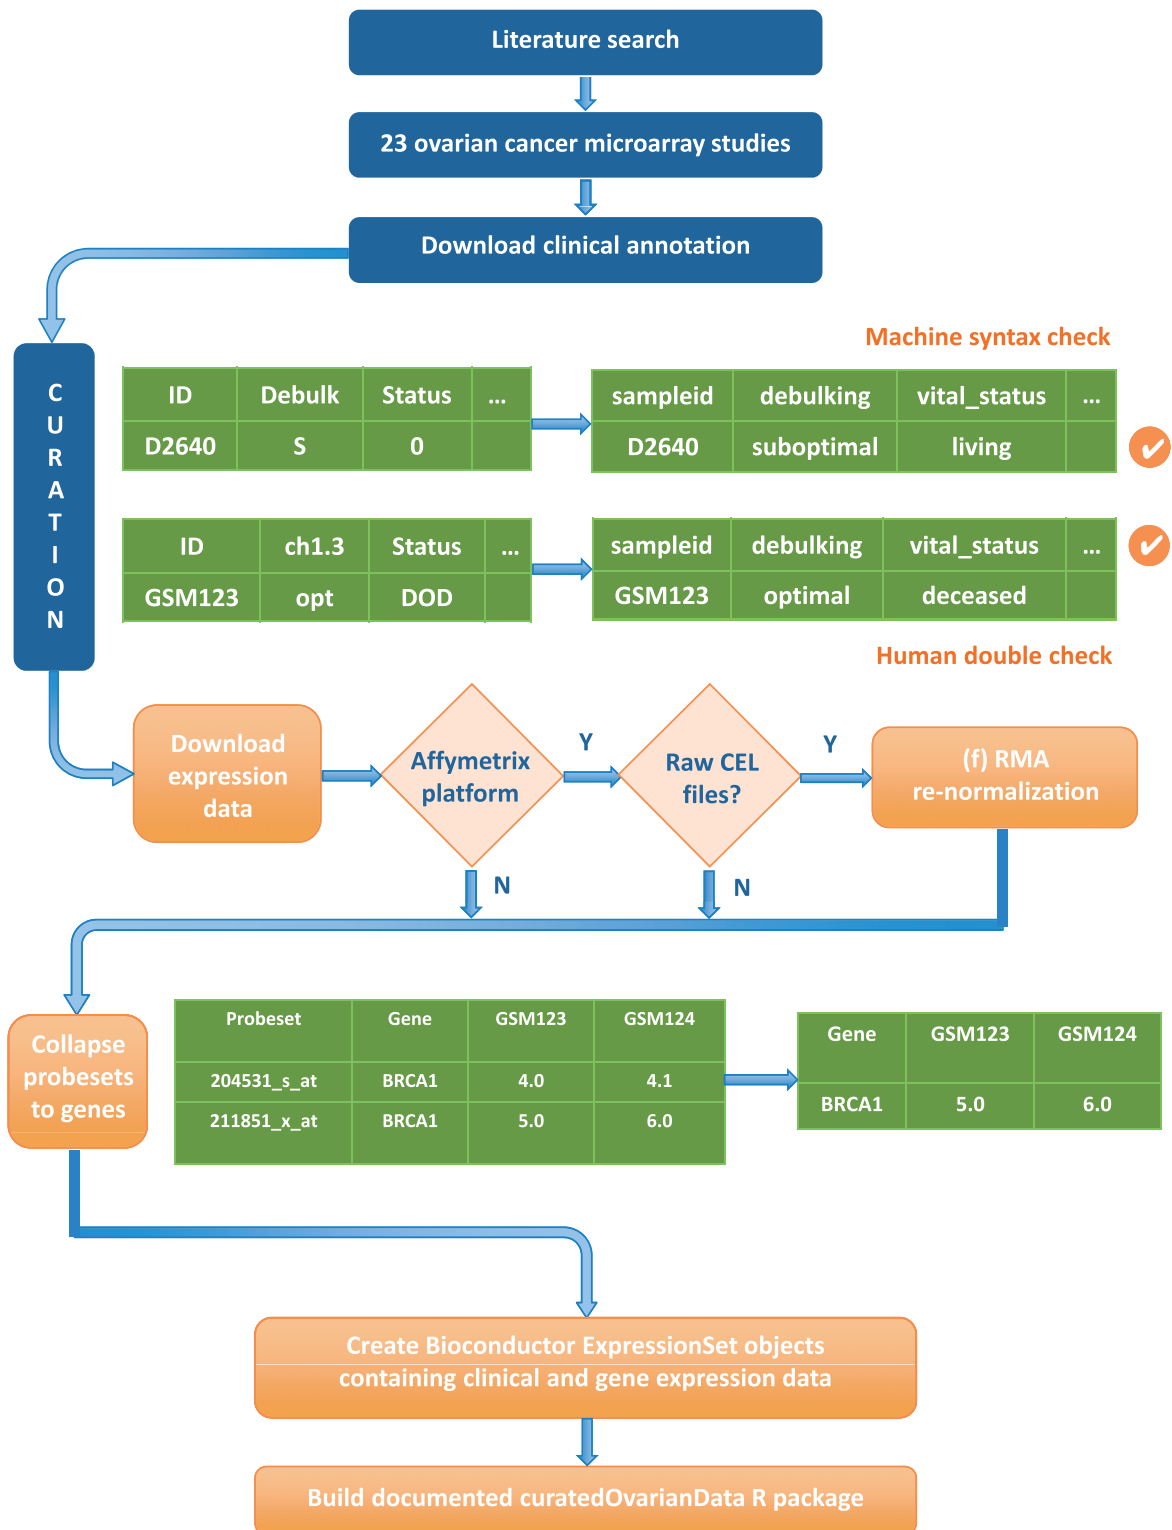 Literature search
23 ovarian cancer microarray studies
Download clinical annotation
CURATION
Machine syntax check
ID Debulk Status ...
D2640 S 0
sampleid debulking vital_status ...
D2640 suboptimal living
ID ch1.3 Status ...
GSM123 opt DOD
sampleid debulking vital_status ...
GSM123 optimal deceased
Human double check
Download
expression
data
Affymetrix
platform
Y
N
Raw CEL
files?
Y
N
(f) RMA
re-normalization
Collapse
probesets
to genes
Probeset Gene GSM123 GSM124
204531_s_at BRCA1 4.0 4.1
211851_x_at BRCA1 5.0 6.0
Gene GSM123 GSM124
BRCA1 5.0 6.0
Create Bioconductor ExpressionSet objects
containing clinical and gene expression data
Build documented curatedOvarianData R package